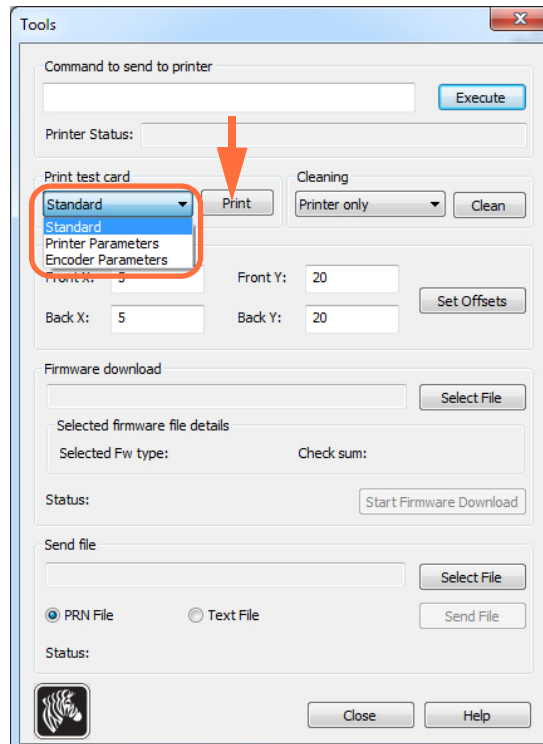 Tools
Command to send to printer
Execute
Printer Status:
Print test card
Cleaning
Standard
Print
Printer only
Clean
Standard
Printer Parameters
Encoder Parameters
Front X: 5 Front Y: 20
Set Offsets
Back X: 5 Back Y: 20
Firmware download
Select File
Selected firmware file details
Selected Fw type: Check sum:
Status:
Start Firmware Download
Send file
Select File
PRN File Text File
Send File
Status:
Close Help